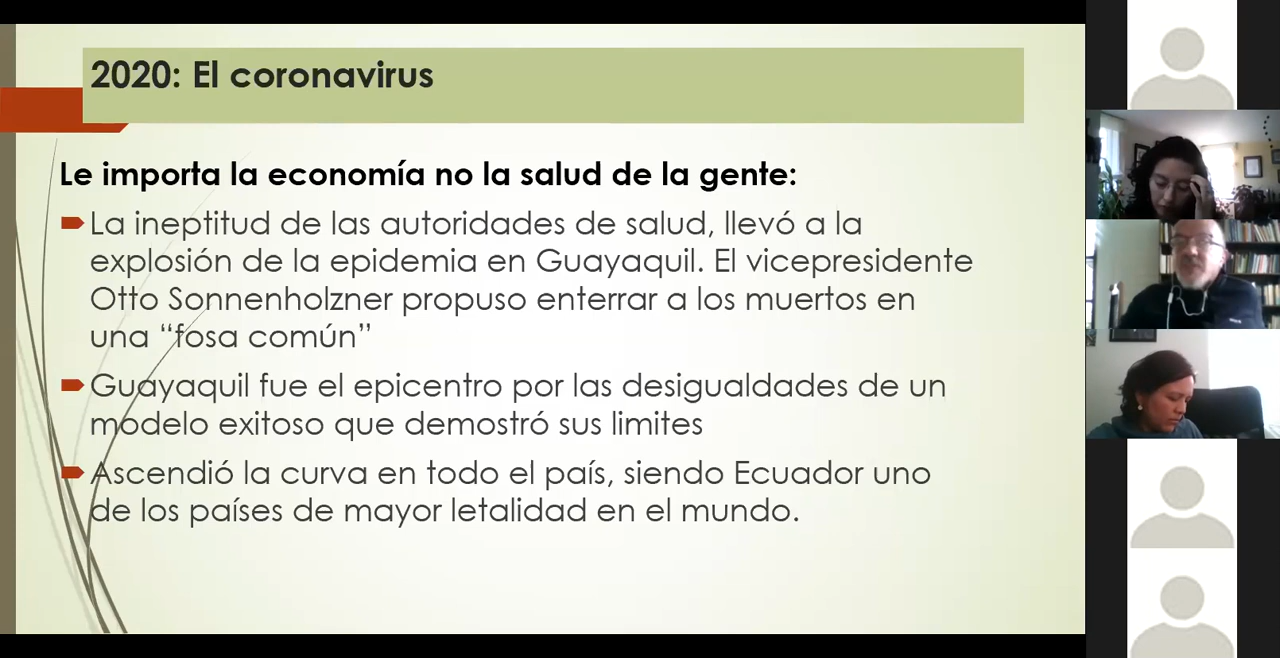 2020: El coronavirus
Le importa la economía no la salud de la gente:
La ineptitud de las autoridades de salud, llevó a la
explosión de la epidemia en Guayaquil. El vicepresidente
Otto Sonnenholzner propuso enterrar a los muertos en
una “fosa común”
Guayaquil fue el epicentro por las desigualdades de un
modelo exitoso que demostró sus limites
Ascendió la curva en todo el país, siendo Ecuador uno
de los países de mayor letalidad en el mundo.